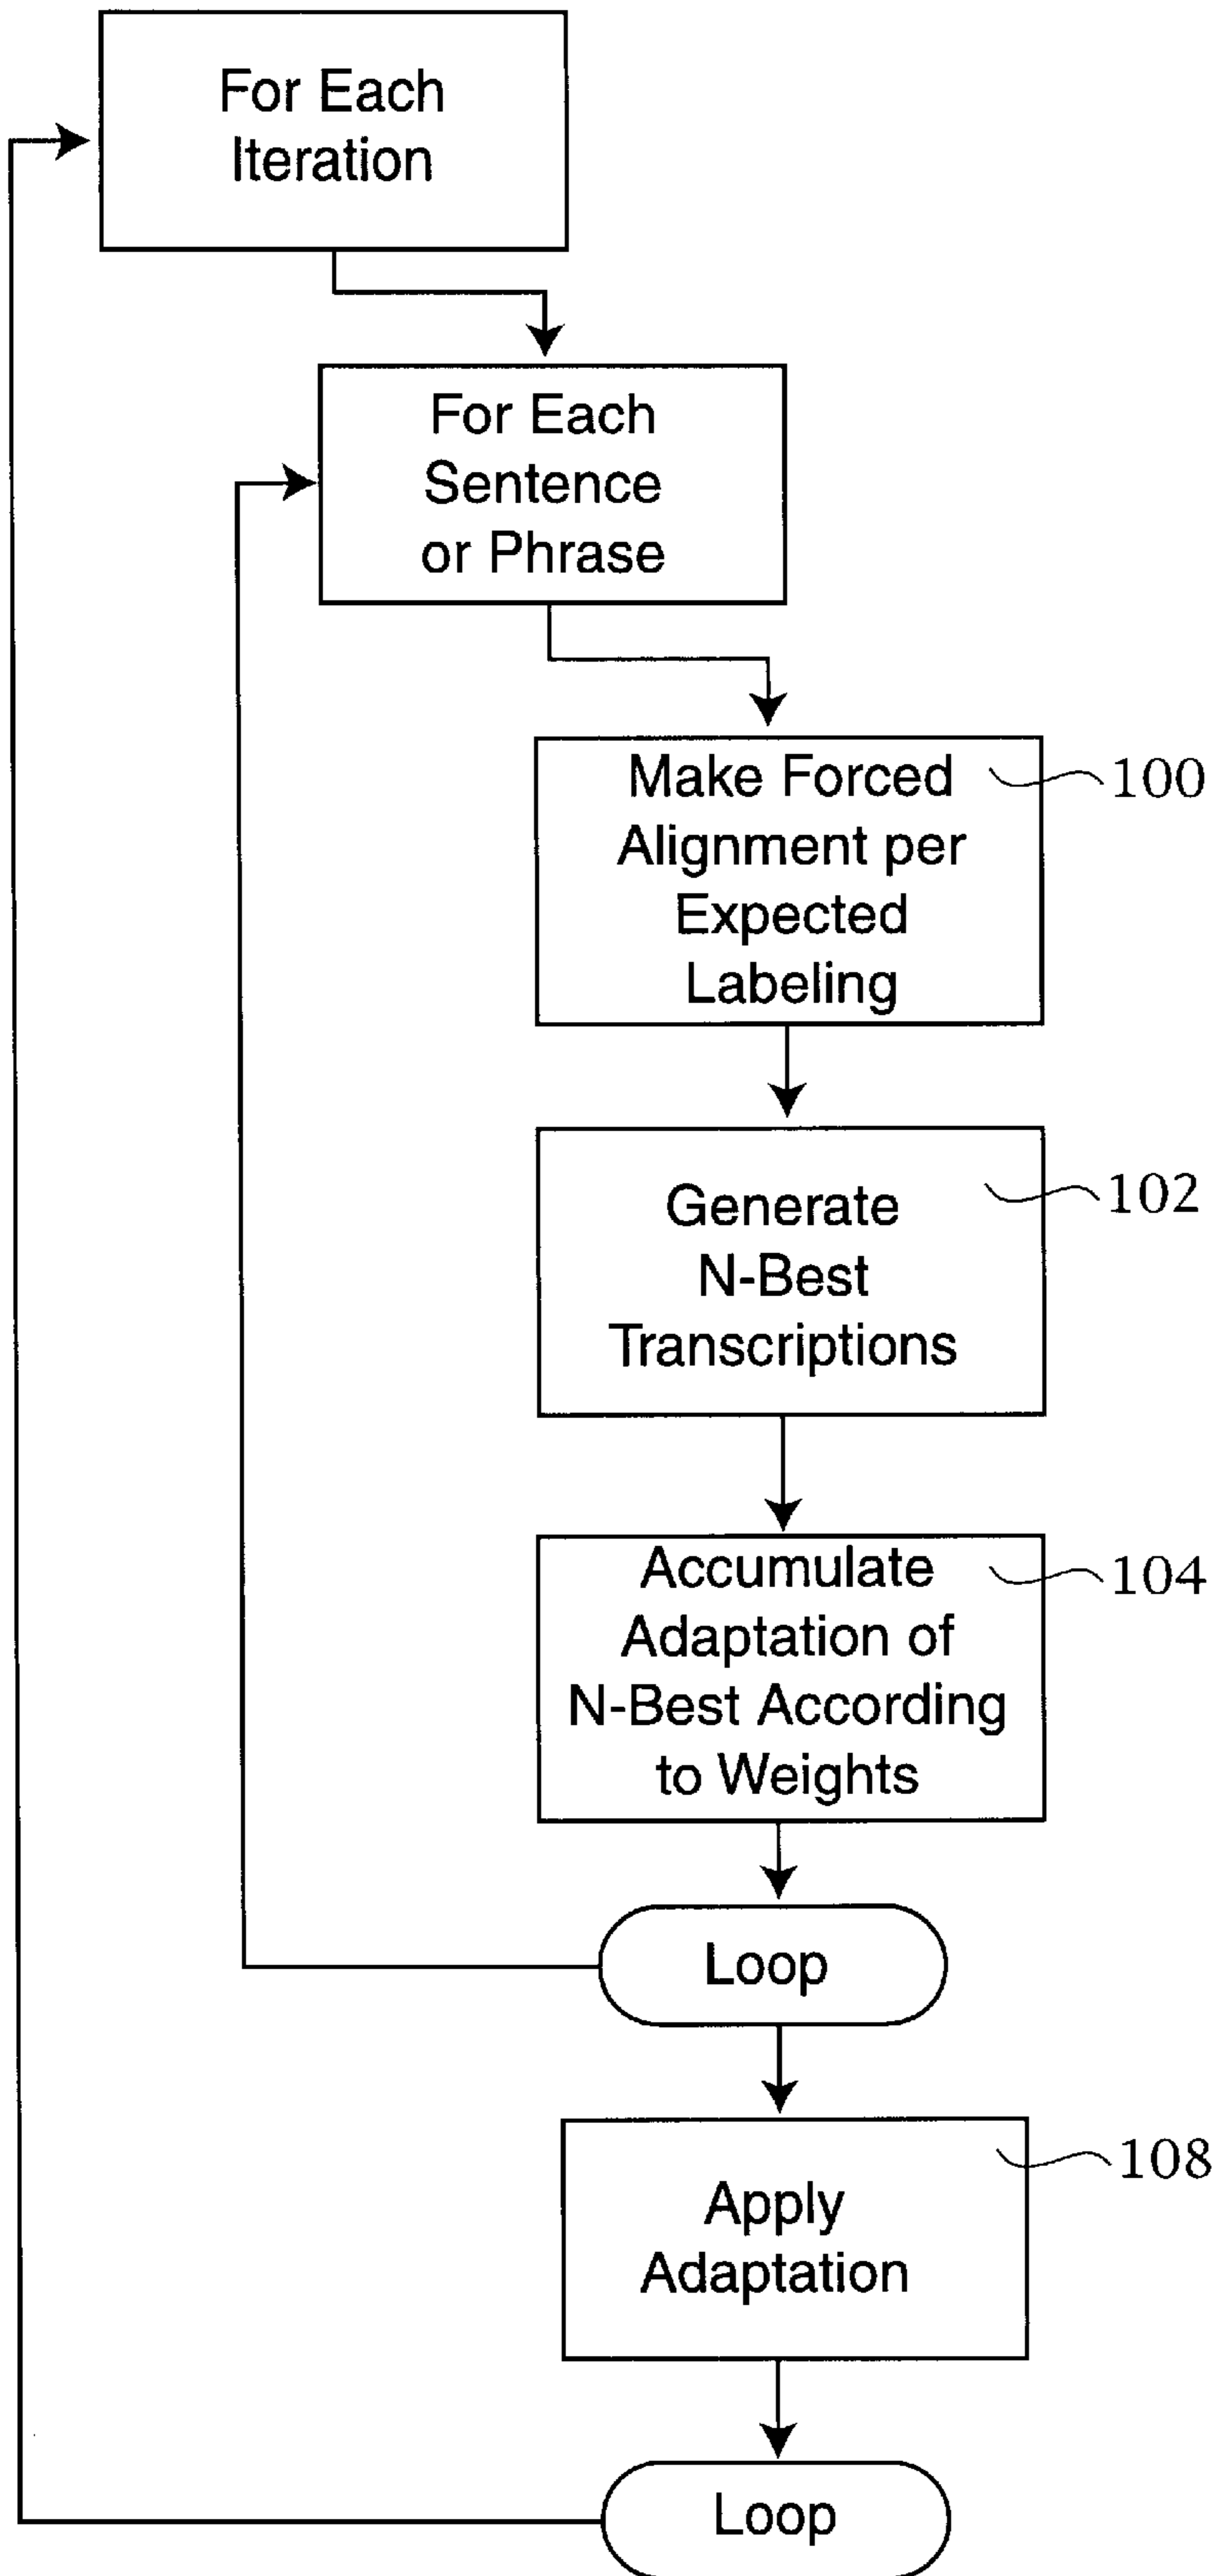 For Each
Iteration
For Each
Sentence
or Phrase
Make Forced
Alignment per
Expected
Labeling
100
Generate
N-Best
Transcriptions
102
Accumulate
Adaptation of
N-Best According
to Weights
104
Loop
Apply
Adaptation
108
Loop